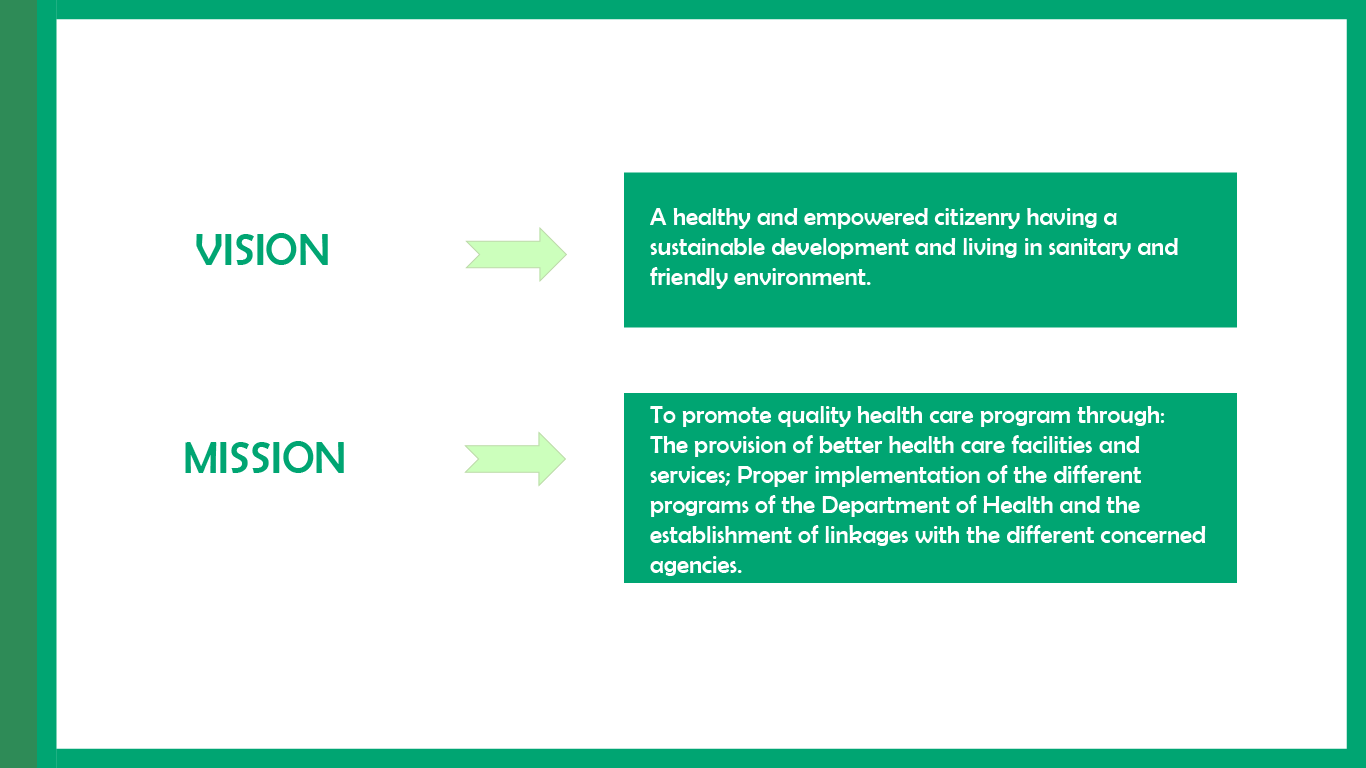 VISION
A healthy and empowered citizenry having a
sustainable development and living in sanitary and
friendly environment.
MISSION
To promote quality health care program through:
The provision of better health care facilities and
services; Proper implementation of the different
programs of the Department of Health and the
establishment of linkages with the different concerned
agencies.